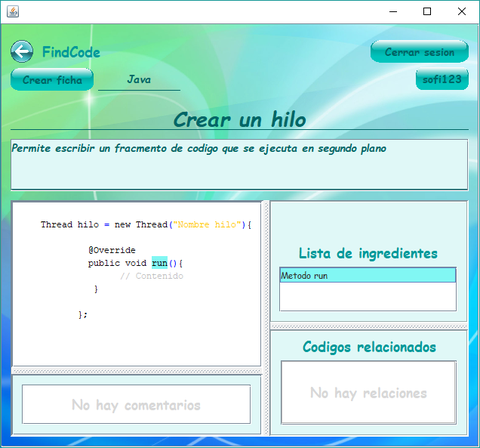 FindCode
Cerrar sesion
Crear ficha
Java
sofi123
Crear un hilo
Permite escribir un fracmento de codigo que se ejecuta en segundo plano
Thread hilo = new Thread("Nombre hilo"){
@Override
public void run(){
// Contenido
}
};
Lista de ingredientes
Metodo run
Codigos relacionados
No hay relaciones
No hay comentarios